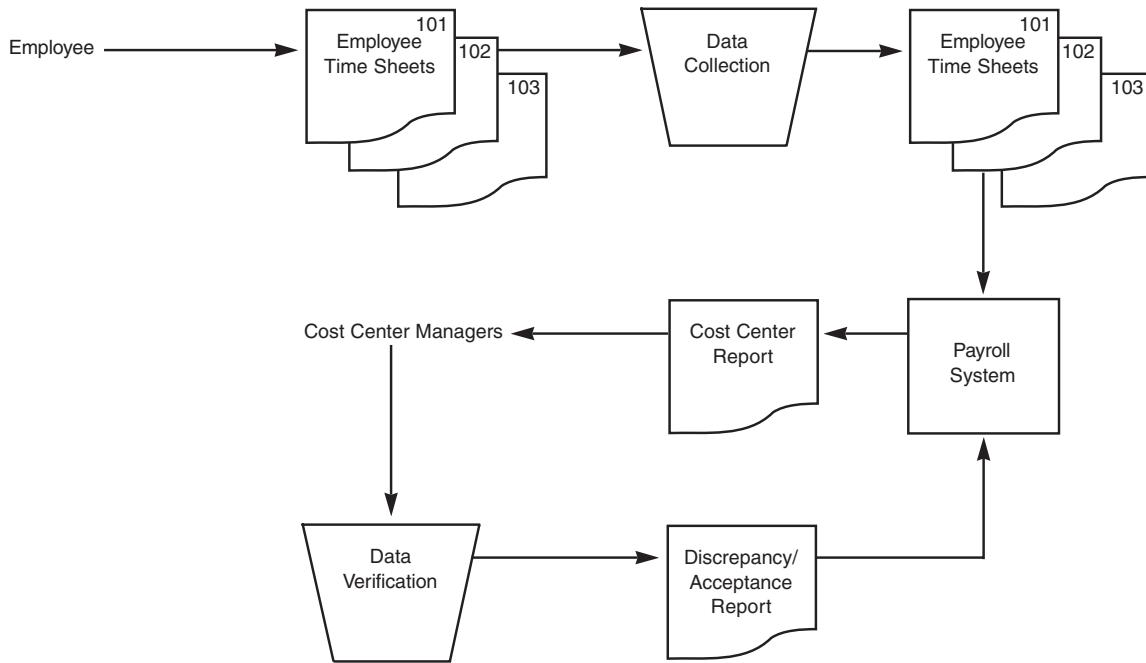 Employee
Employee
Time Sheets
101
102
103
Data
Collection
Employee
Time Sheets
101
102
103
Cost Center Managers
Cost Center
Report
Payroll
System
Data
Verification
Discrepancy/
Acceptance
Report